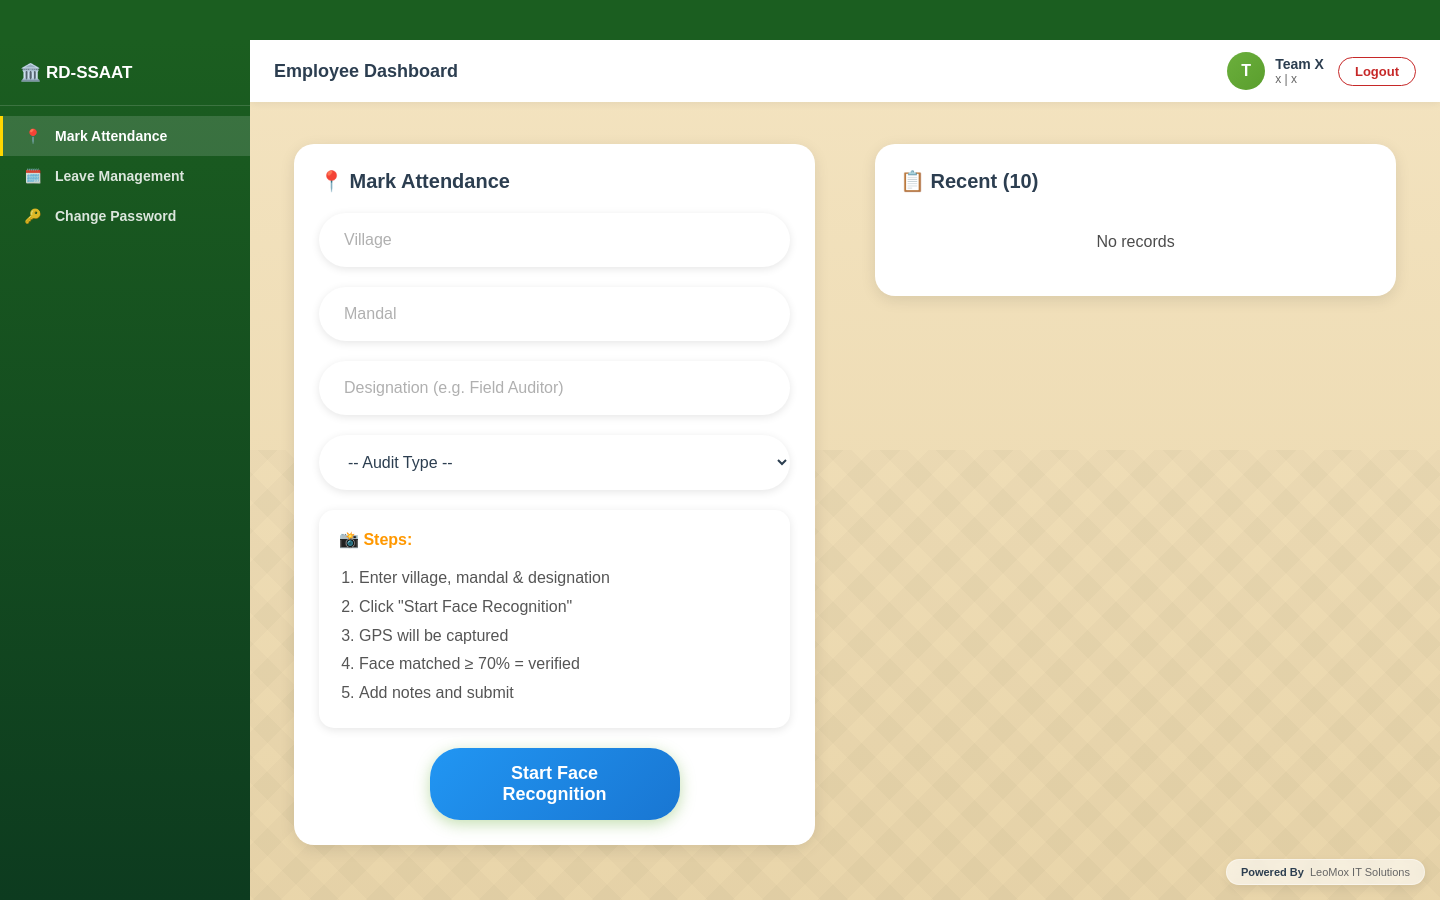 🏛️ RD-SSAAT
📍 Mark Attendance
🗓️ Leave Management
🔑 Change Password
Employee Dashboard
T
Team X
x | x
Logout
📍 Mark Attendance
Village
Mandal
Designation (e.g. Field Auditor)
-- Audit Type --
📸 Steps:
1. Enter village, mandal & designation
2. Click "Start Face Recognition"
3. GPS will be captured
4. Face matched ≥ 70% = verified
5. Add notes and submit
Start Face
Recognition
📋 Recent (10)
No records
Powered By LeoMox IT Solutions